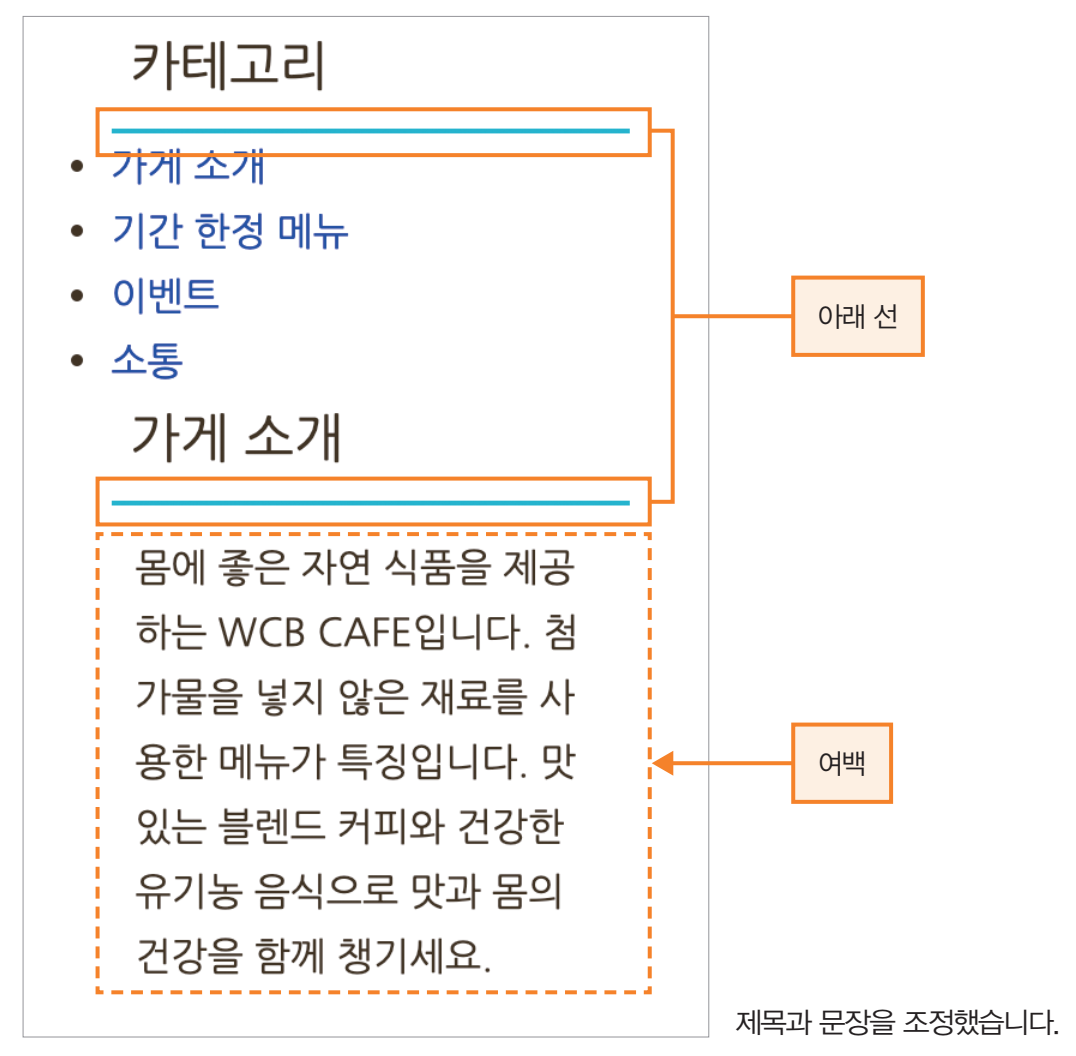 카테고리
가게 소개
기간 한정 메뉴
이벤트
소통
아래 선
가게 소개
몸에 좋은 자연 식품을 제공
하는 WCB CAFE입니다. 첨
가물을 넣지 않은 재료를 사
용한 메뉴가 특징입니다. 맛
있는 블렌드 커피와 건강한
유기농 음식으로 맛과 몸의
건강을 함께 챙기세요.
여백
제목과 문장을 조정했습니다.